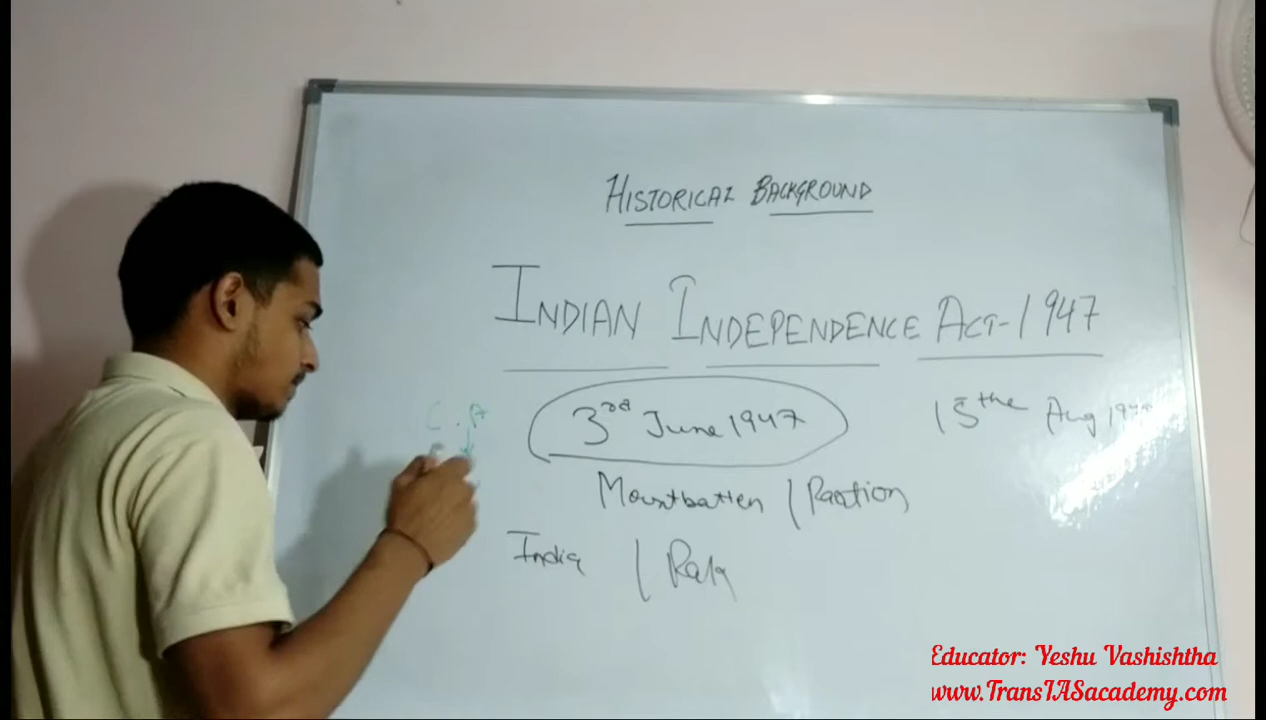 HISTORICAL BACKGROUND
INDIAN INDEPENDENCE ACT-1947
C.A
3rd June 1947 15the Aug 1947
Mountbatten / Partion
India / Pak
Educator: Yeshu Vashishtha
www.TransIASacademy.com